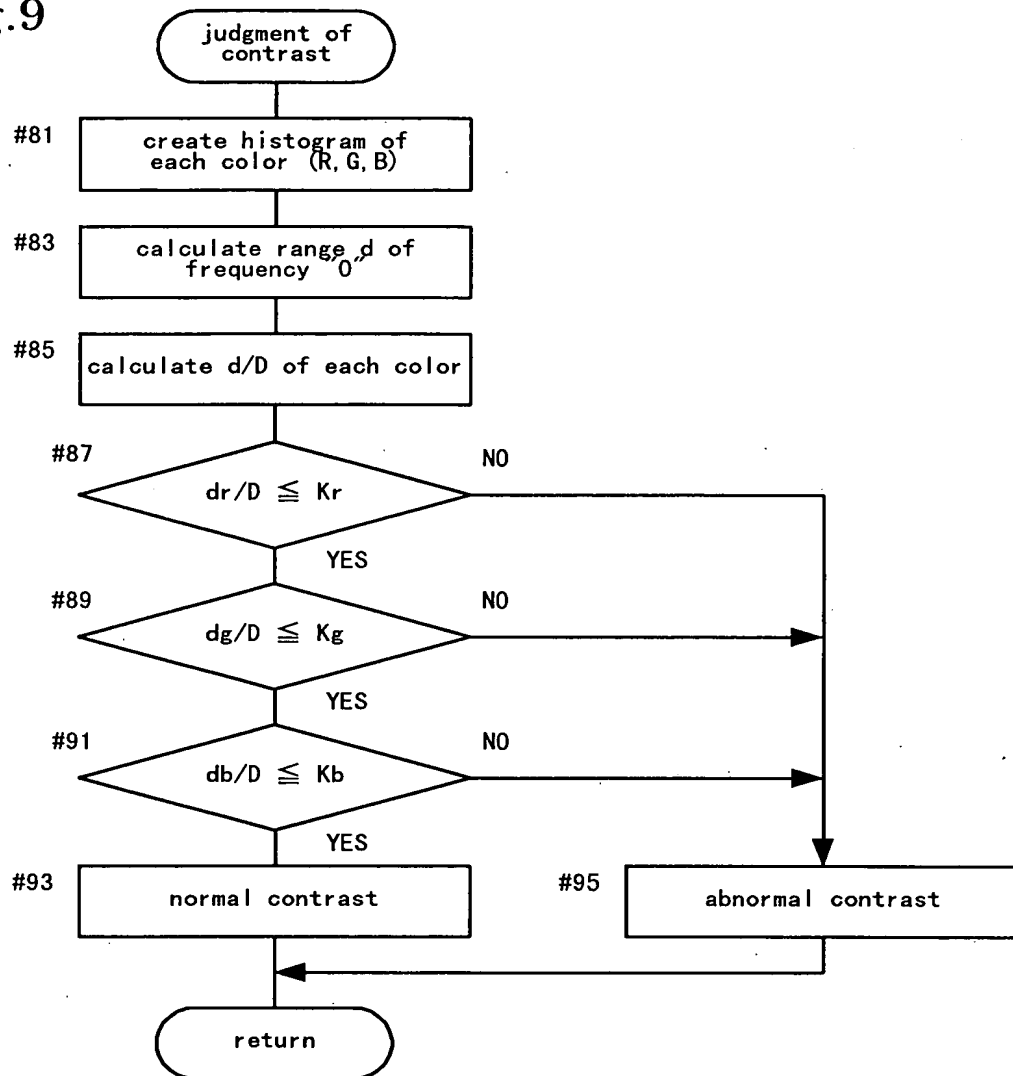 g.9
judgment of
contrast
#81
create histogram of
each color (R, G, B)
#83
calculate range d of
frequency "0"
#85
calculate d/D of each color
#87
dr/D ≦ Kr
NO
YES
#89
dg/D ≦ Kg
NO
YES
#91
db/D ≦ Kb
NO
YES
#93
normal contrast
#95
abnormal contrast
return